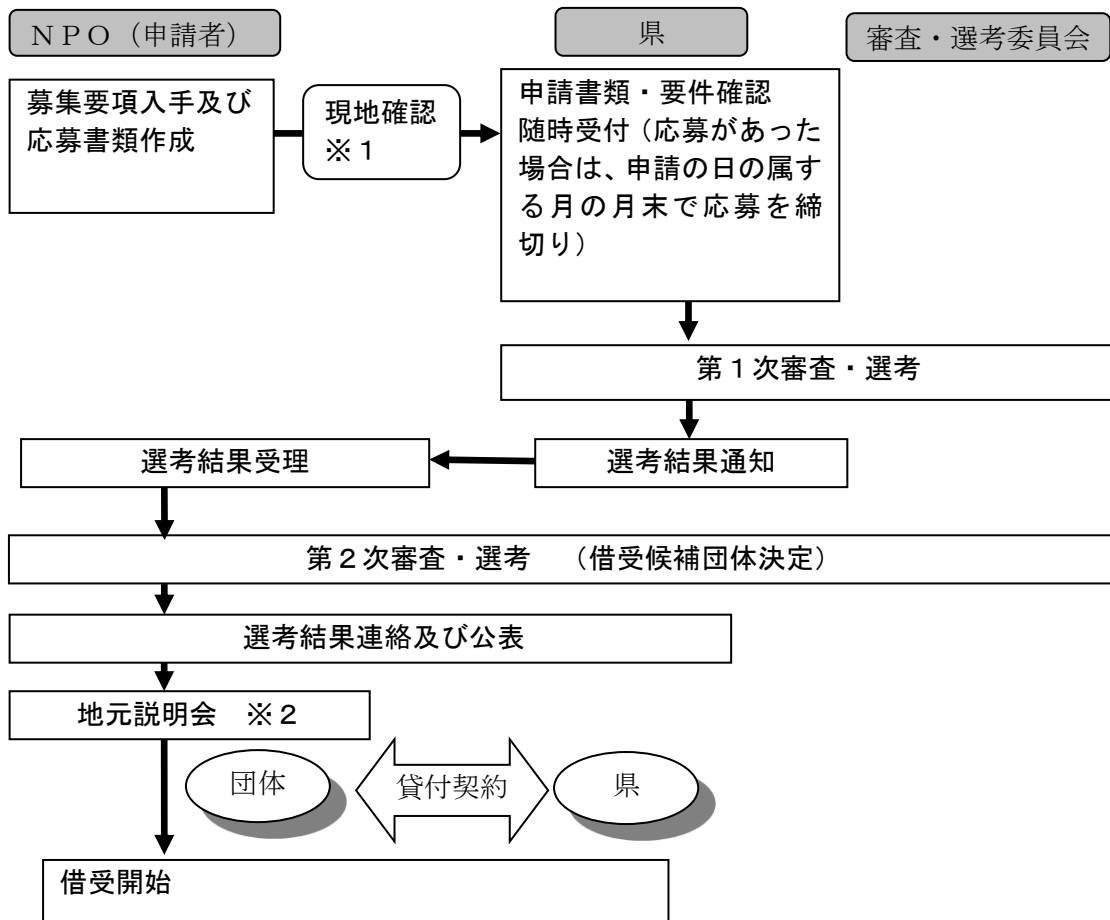 ＮＰＯ（申請者）
県
審査・選考委員会
募集要項入手及び
応募書類作成
現地確認
※１
申請書類・要件確認
随時受付（応募があった
場合は、申請の日の属す
る月の月末で応募を締
切り）
第１次審査・選考
選考結果受理
選考結果通知
第２次審査・選考　（借受候補団体決定）
選考結果連絡及び公表
地元説明会　※２
団体
貸付契約
県
借受開始